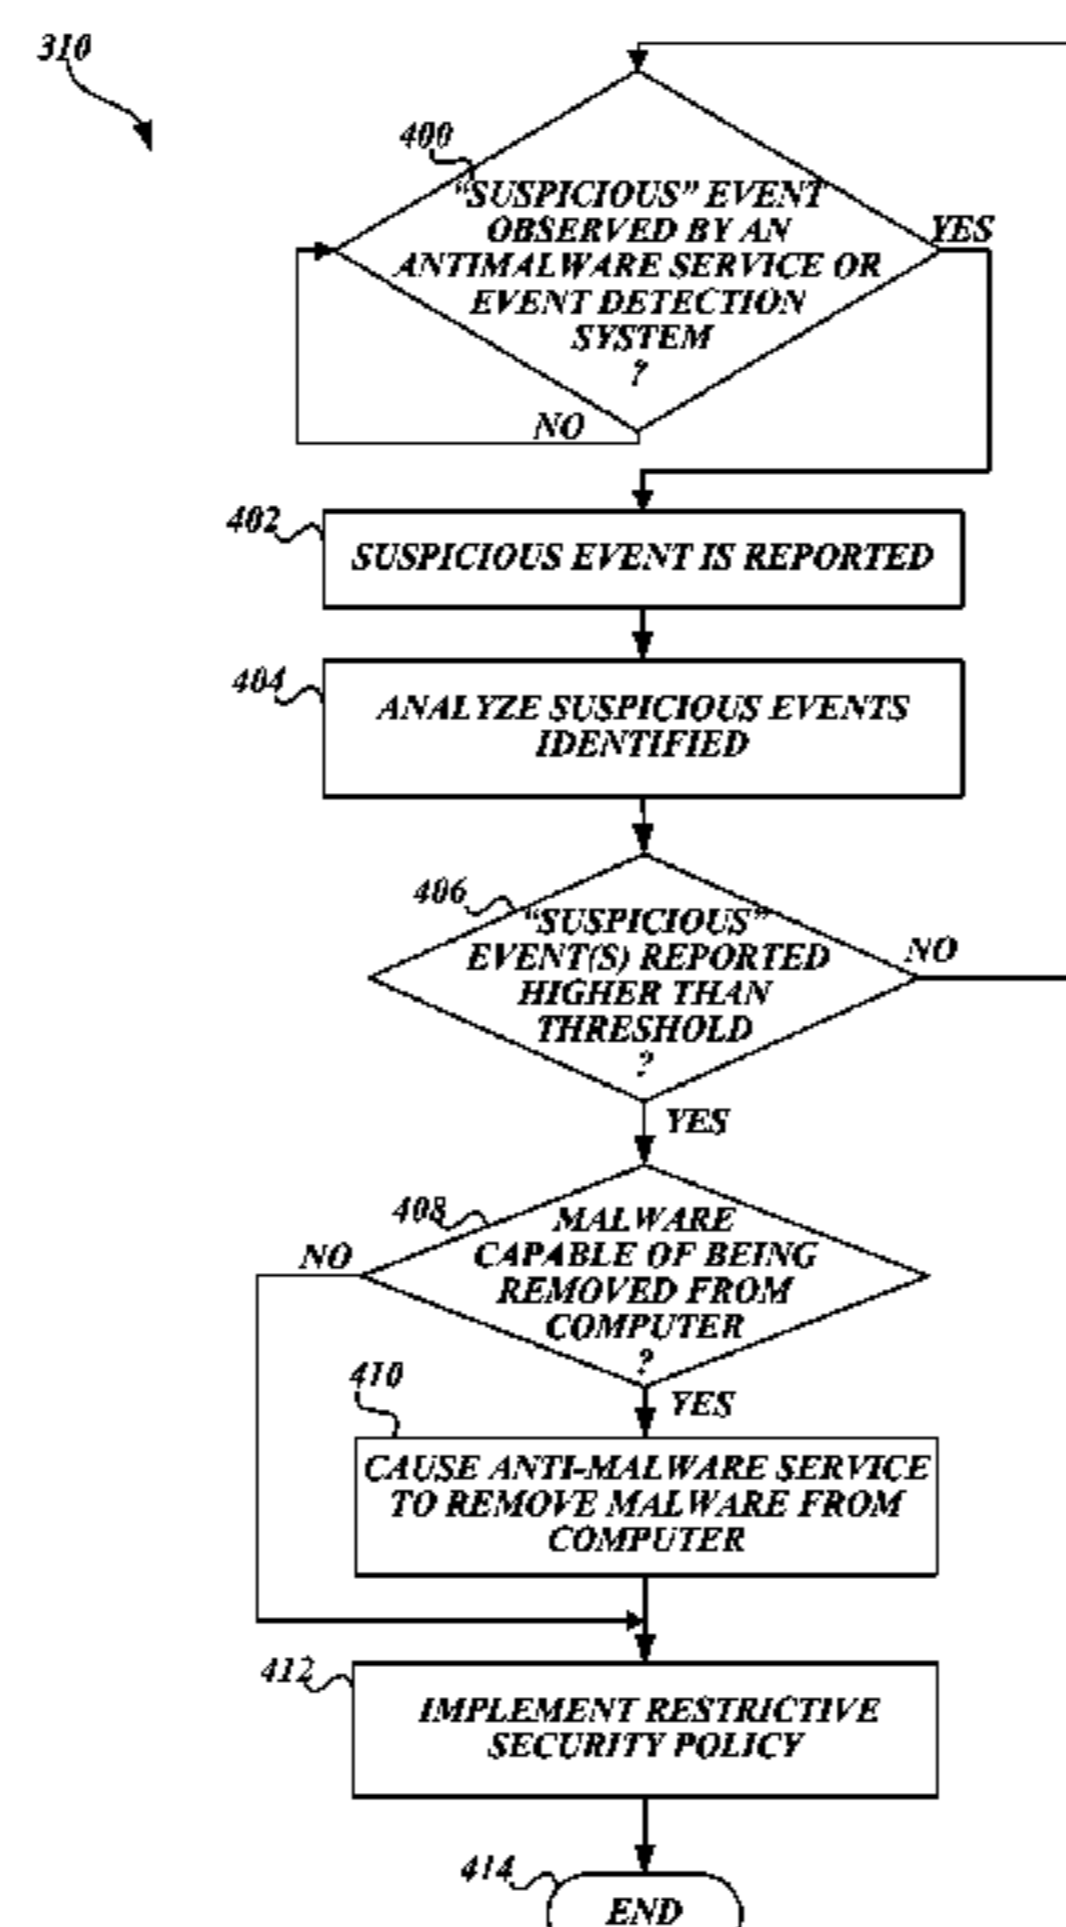 310
400
"SUSPICIOUS" EVENT
OBSERVED BY AN
ANTIMALWARE SERVICE OR
EVENT DETECTION
SYSTEM
?
YES
NO
402
SUSPICIOUS EVENT IS REPORTED
404
ANALYZE SUSPICIOUS EVENTS
IDENTIFIED
406
"SUSPICIOUS"
EVENT(S) REPORTED
HIGHER THAN
THRESHOLD
?
NO
YES
408
MALWARE
CAPABLE OF BEING
REMOVED FROM
COMPUTER
?
NO
YES
410
CAUSE ANTI-MALWARE SERVICE
TO REMOVE MALWARE FROM
COMPUTER
412
IMPLEMENT RESTRICTIVE
SECURITY POLICY
414
END